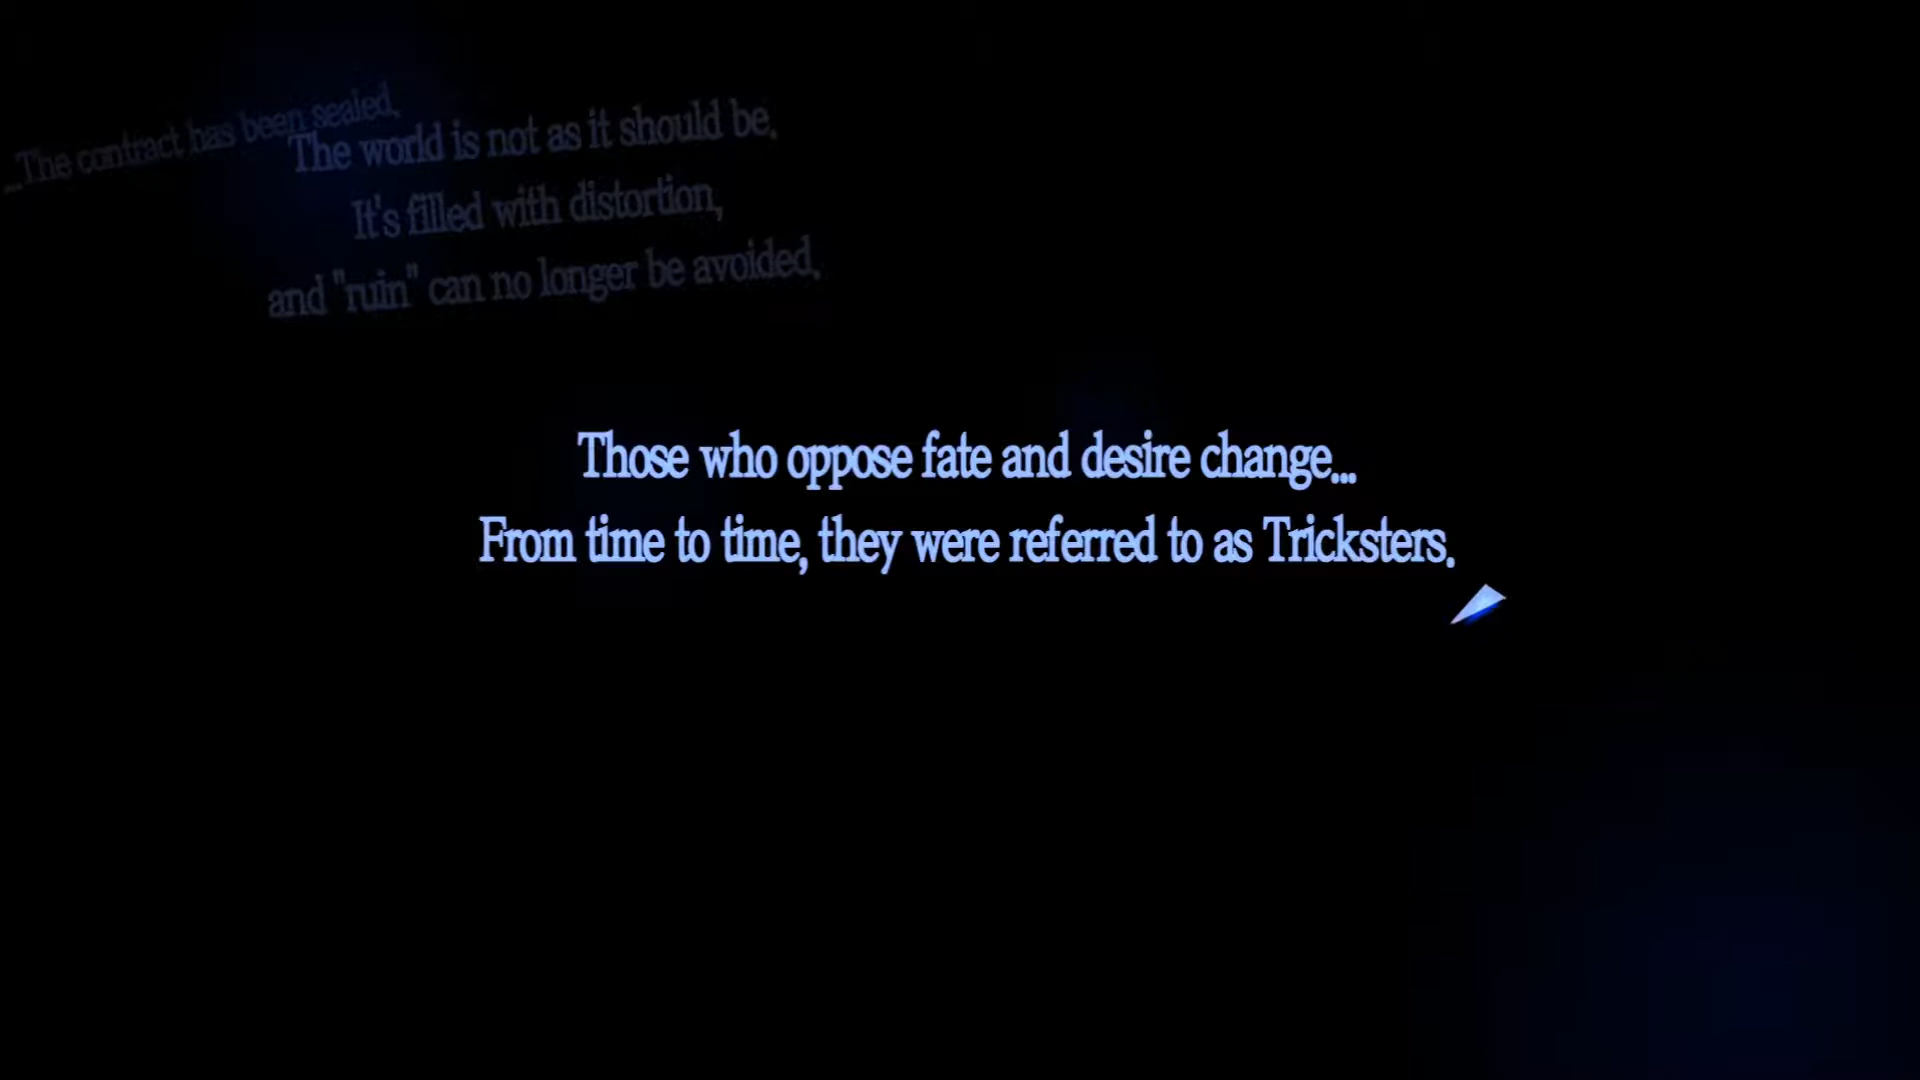 ...The contract has been sealed.
The world is not as it should be.
It's filled with distortion,
and "ruin" can no longer be avoided.
Those who oppose fate and desire change...
From time to time, they were referred to as Tricksters.